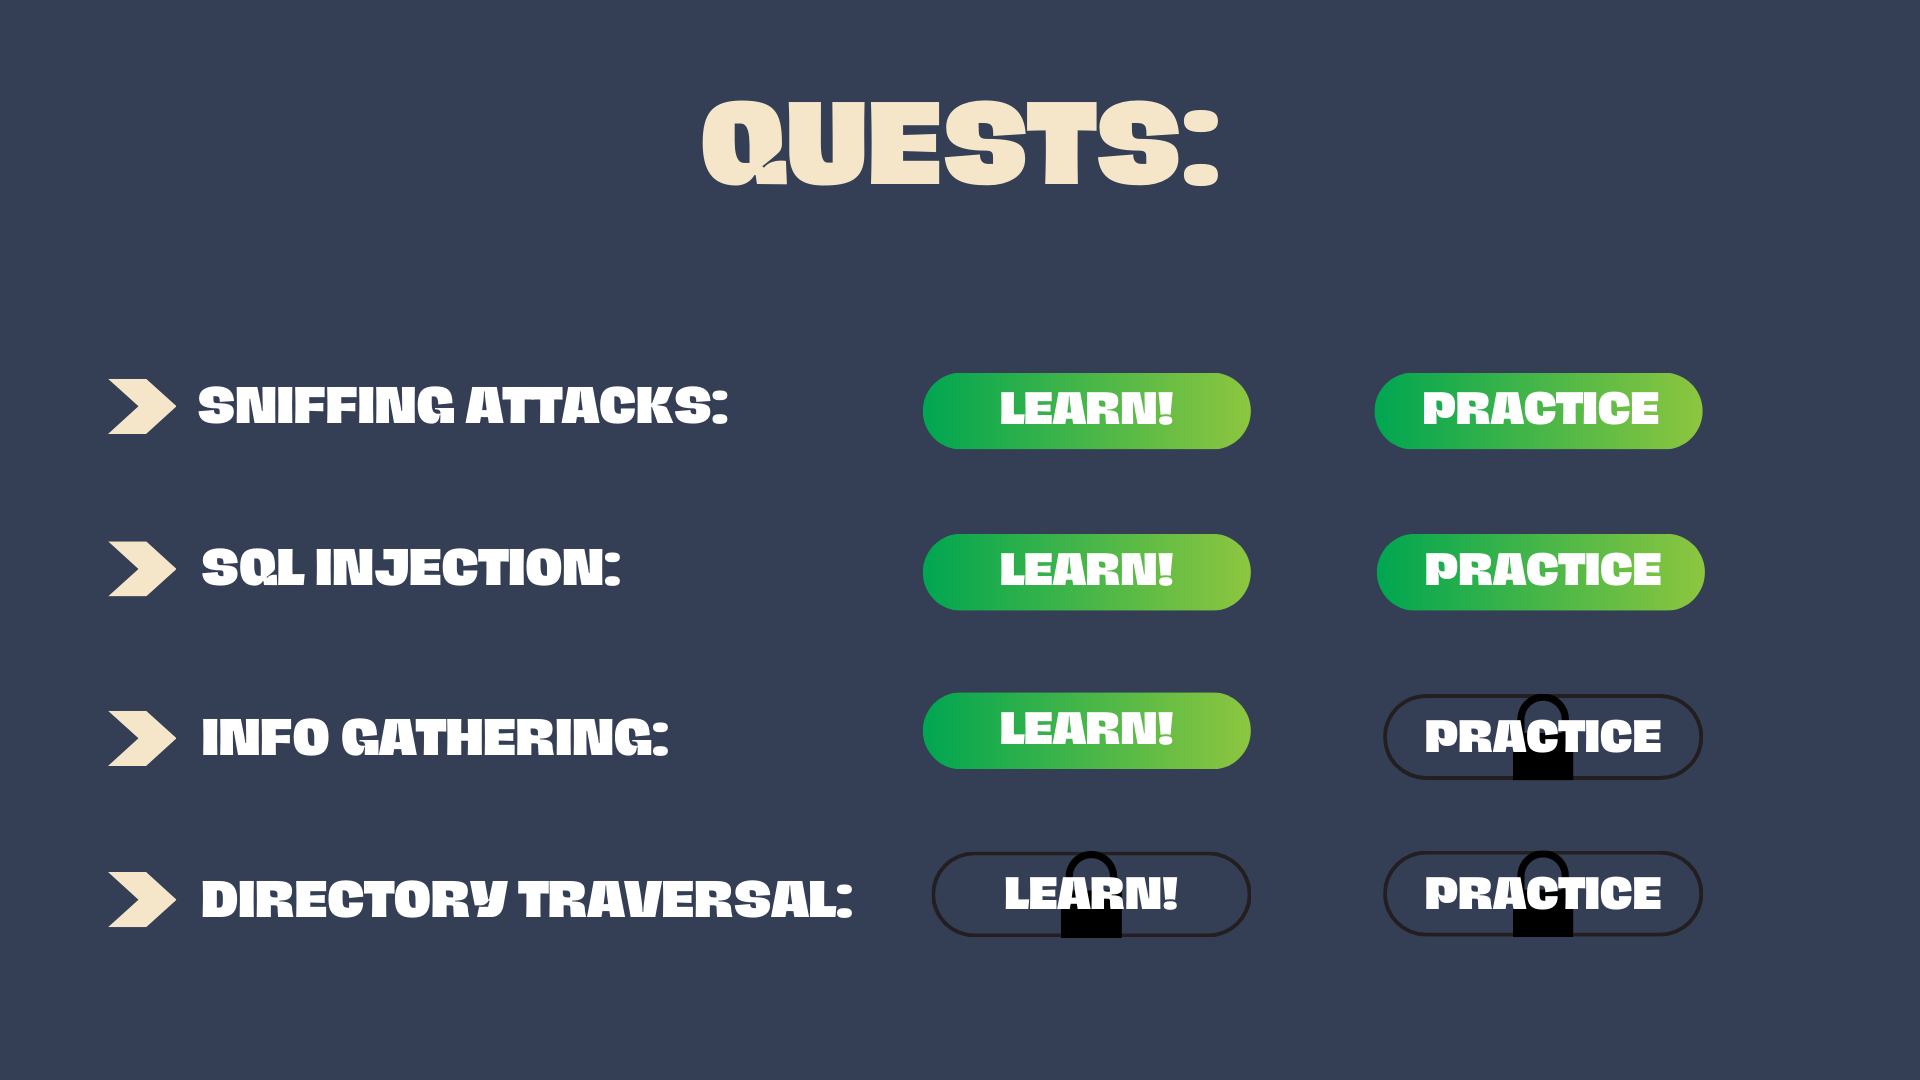 QUESTS:
SNIFFING ATTACKS: LEARN! PRACTICE
SQL INJECTION: LEARN! PRACTICE
INFO GATHERING: LEARN! PRACTICE
DIRECTORY TRAVERSAL: LEARN! PRACTICE